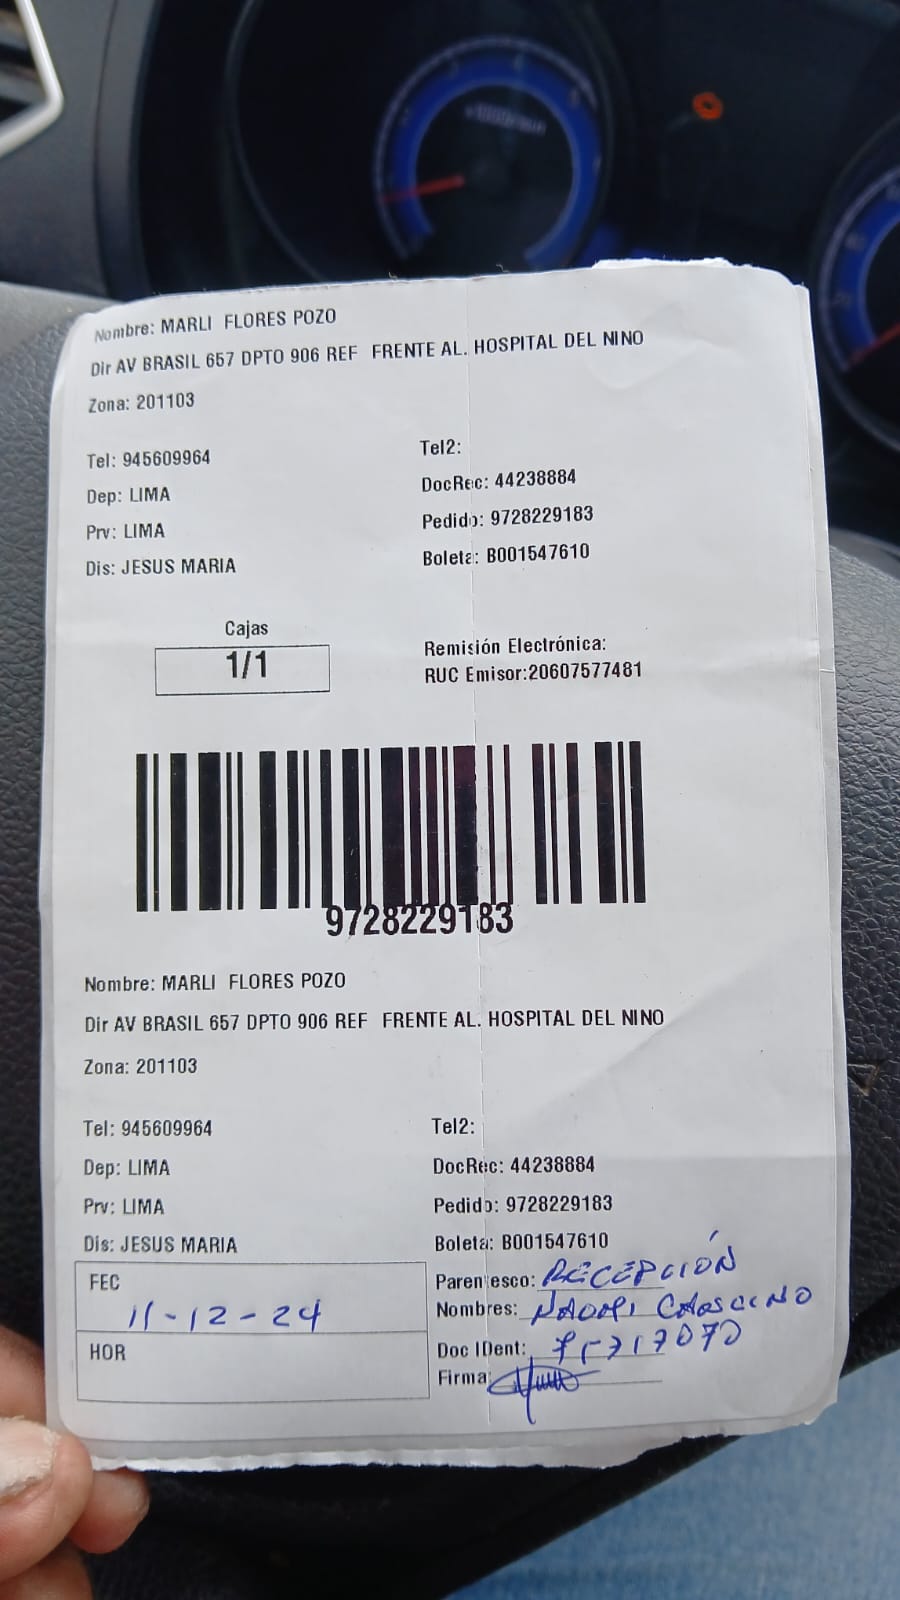 Nombre: MARLI FLORES POZO
Dir AV BRASIL 657 DPTO 906 REF FRENTE AL. HOSPITAL DEL NINO
Zona: 201103
Tel: 945609964 Tel2:
Dep: LIMA DocRec: 44238884
Prv: LIMA Pedido: 9728229183
Dis: JESUS MARIA Boleta: B001547610
Cajas
1/1
Remisión Electrónica:
RUC Emisor:20607577481
9728229183
Nombre: MARLI FLORES POZO
Dir AV BRASIL 657 DPTO 906 REF FRENTE AL. HOSPITAL DEL NINO
Zona: 201103
Tel: 945609964 Tel2:
Dep: LIMA DocRec: 44238884
Prv: LIMA Pedido: 9728229183
Dis: JESUS MARIA Boleta: B001547610
FEC
11-12-24
HOR
Parentesco: RECEPCIÓN
Nombres:
Doc IDent:
Firma: